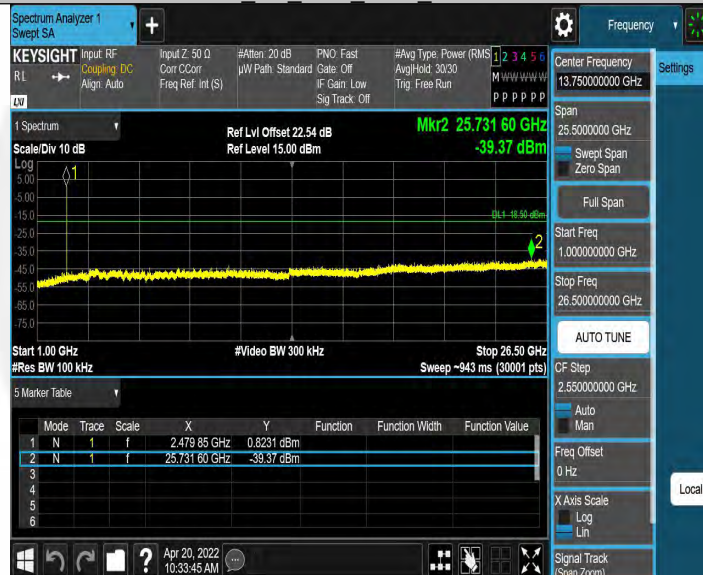 Spectrum Analyzer 1
Swept SA
+
Frequency
KEYSIGHT
RL
LXI
Input: RF
Coupling: DC
Align: Auto
Input Z: 50 Ω
Corr CCorr
Freq Ref: Int (S)
#Atten: 20 dB
µW Path: Standard
PNO: Fast
Gate: Off
IF Gain: Low
Sig Track: Off
#Avg Type: Power (RMS
Avg|Hold: 30/30
Trig: Free Run
1 2 3 4 5 6
M W W W W W
P P P P P P
1 Spectrum
Scale/Div 10 dB
Ref Lvl Offset 22.54 dB
Ref Level 15.00 dBm
Mkr2 25.731 60 GHz
-39.37 dBm
Log
5.00
-5.00
-15.0
-25.0
-35.0
-45.0
-55.0
-65.0
-75.0
1
DL1 -18.50 dBm
2
Start 1.00 GHz
#Res BW 100 kHz
#Video BW 300 kHz
Stop 26.50 GHz
Sweep ~943 ms (30001 pts)
5 Marker Table
Mode Trace Scale X Y Function Function Width Function Value
1 N 1 f 2.479 85 GHz 0.8231 dBm
2 N 1 f 25.731 60 GHz -39.37 dBm
3
4
5
6
?
Apr 20, 2022
10:33:45 AM
Center Frequency
13.750000000 GHz
Settings
Span
25.5000000 GHz
Swept Span
Zero Span
Full Span
Start Freq
1.000000000 GHz
Stop Freq
26.500000000 GHz
AUTO TUNE
CF Step
2.550000000 GHz
Auto
Man
Freq Offset
0 Hz
X Axis Scale
Log
Lin
Local
Signal Track
(Span Zoom)